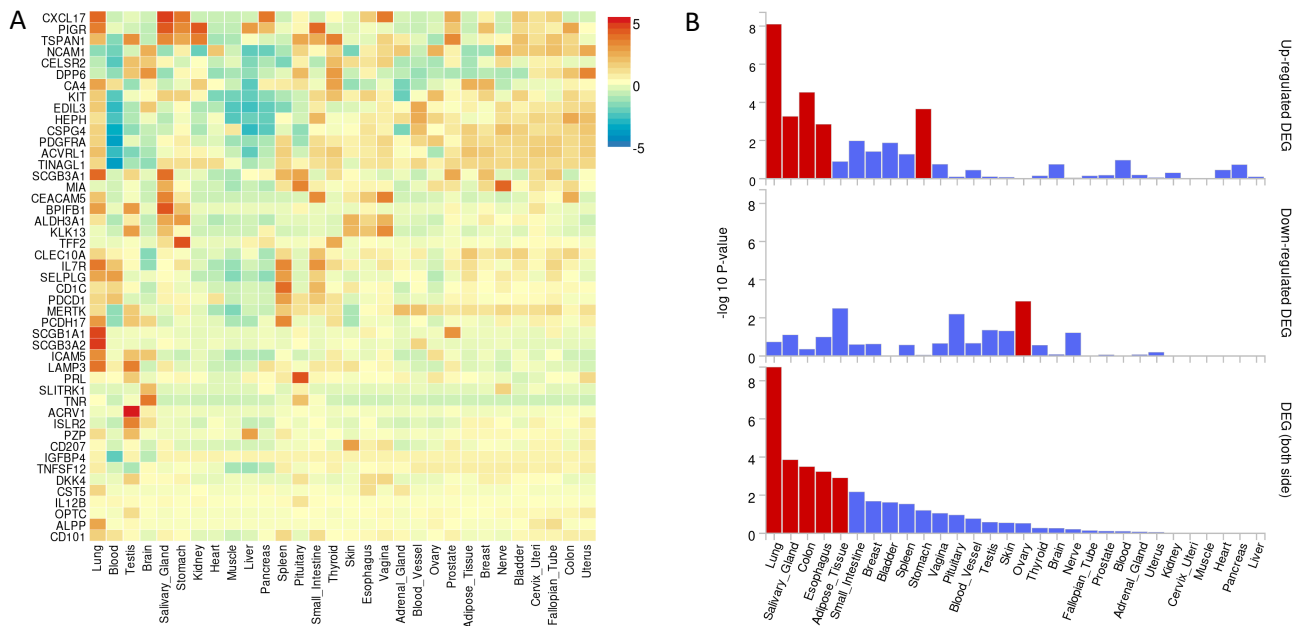 A
CXCL17
PIGR
TSPAN1
NCAM1
CELSR2
DPP6
CA4
KIT
EDIL3
HEPH
CSPG4
PDGFRA
ACVRL1
TINAGL1
SCGB3A1
MIA
CEACAM5
BPIFB1
ALDH3A1
KLK13
TFF2
CLEC10A
IL7R
SELPLG
CD1C
PDCD1
MERTK
PCDH17
SCGB1A1
SCGB3A2
ICAM5
LAMP3
PRL
SLITRK1
TNR
ACRV1
ISLR2
PZP
CD207
IGFBP4
TNFSF12
DKK4
CST5
IL12B
OPTC
ALPP
CD101
Lung
Blood
Testis
Brain
Salivary_Gland
Stomach
Kidney
Heart
Muscle
Liver
Pancreas
Spleen
Pituitary
Small_Intestine
Thyroid
Skin
Esophagus
Vagina
Adrenal_Gland
Blood_Vessel
Ovary
Prostate
Adipose_Tissue
Breast
Nerve
Bladder
Cervix_Uteri
Fallopian_Tube
Colon
Uterus
5
0
-5
B
-log 10 P-value
8
6
4
2
0
Up-regulated DEG
8
6
4
2
0
Down-regulated DEG
8
6
4
2
0
DEG (both side)
Lung
Salivary_Gland
Colon
Esophagus
Adipose_Tissue
Small_Intestine
Breast
Bladder
Spleen
Stomach
Vagina
Pituitary
Blood_Vessel
Testis
Skin
Ovary
Thyroid
Brain
Nerve
Fallopian_Tube
Prostate
Blood
Adrenal_Gland
Uterus
Kidney
Cervix_Uteri
Muscle
Heart
Pancreas
Liver